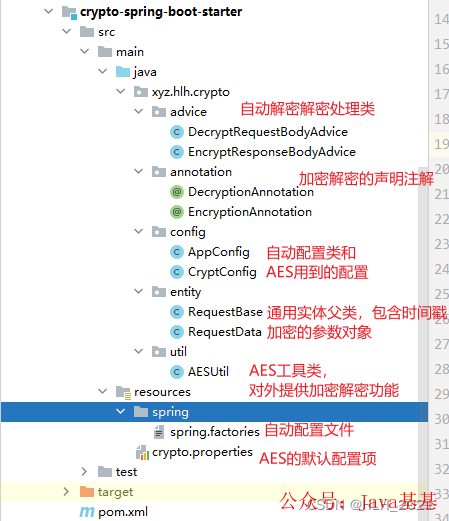 crypto-spring-boot-starter
src
main
java
xyz.hlh.crypto
advice 自动解密解密处理类
DecryptRequestBodyAdvice
EncryptResponseBodyAdvice
annotation 加密解密的声明注解
DecryptionAnnotation
EncryptionAnnotation
config
AppConfig 自动配置类和
CryptConfig AES用到的配置
entity
RequestBase 通用实体父类，包含时间戳
RequestData 加密的参数对象
util
AESUtil AES工具类，
对外提供加密解密功能
resources
spring
spring.factories 自动配置文件
crypto.properties AES的默认配置项
test
target
pom.xml
公众号：Java基基
14
15
16
17
18
19
20
21
22
23
24
25
26
27
28
29
30
31
32
33